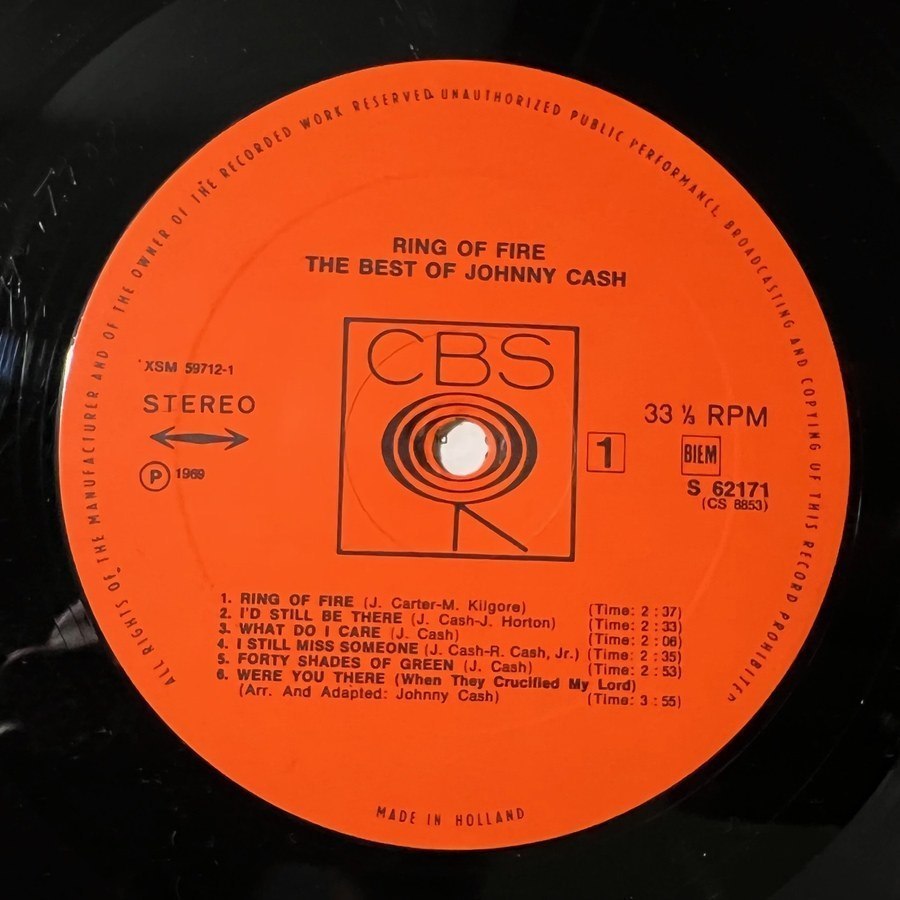 ALL RIGHTS OF THE MANUFACTURER AND OF THE OWNER OF THE RECORDED WORK RESERVED. UNAUTHORIZED PUBLIC PERFORMANCE, BROADCASTING AND COPYING OF THIS RECORD PROHIBITED
RING OF FIRE
THE BEST OF JOHNNY CASH
CBS
XSM 59712-1
STEREO
℗ 1969
33 ⅓ RPM
1
BIEM
S 62171
(CS 8853)
1. RING OF FIRE (J. Carter-M. Kilgore) (Time: 2 : 37)
2. I'D STILL BE THERE (J. Cash-J. Horton) (Time: 2 : 33)
3. WHAT DO I CARE (J. Cash) (Time: 2 : 06)
4. I STILL MISS SOMEONE (J. Cash-R. Cash, Jr.) (Time: 2 : 35)
5. FORTY SHADES OF GREEN (J. Cash) (Time: 2 : 53)
6. WERE YOU THERE (When They Crucified My Lord)
(Arr. And Adapted: Johnny Cash) (Time: 3 : 55)
MADE IN HOLLAND